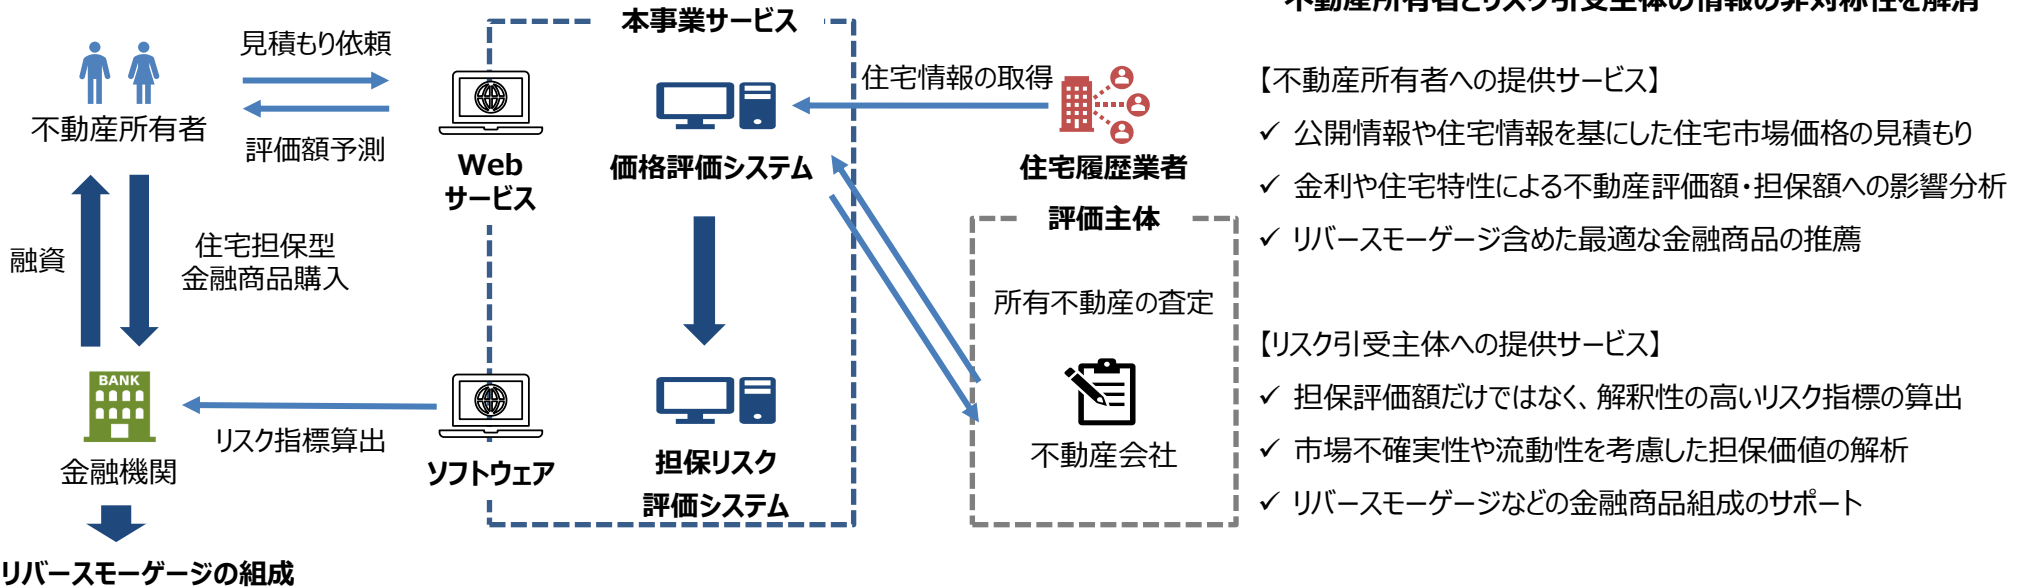 本事業サービス
見積もり依頼
評価額予測
不動産所有者
融資
住宅担保型
金融商品購入
BANK
金融機関
リスク指標算出
リバースモーゲージの組成
Web
サービス
ソフトウェア
価格評価システム
担保リスク
評価システム
住宅情報の取得
住宅履歴業者
評価主体
所有不動産の査定
不動産会社
不動産所有者とリスク引受主体の情報の非対称性を解消
【不動産所有者への提供サービス】
✓ 公開情報や住宅情報を基にした住宅市場価格の見積もり
✓ 金利や住宅特性による不動産評価額・担保額への影響分析
✓ リバースモーゲージ含めた最適な金融商品の推薦
【リスク引受主体への提供サービス】
✓ 担保評価額だけではなく、解釈性の高いリスク指標の算出
✓ 市場不確実性や流動性を考慮した担保価値の解析
✓ リバースモーゲージなどの金融商品組成のサポート